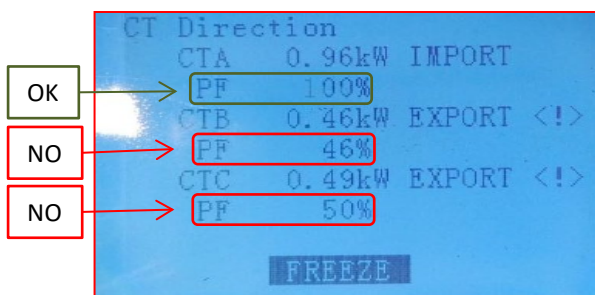 CT Direction
CTA 0.96kW IMPORT
OK PF 100%
CTB 0.46kW EXPORT <!>
NO PF 46%
CTC 0.49kW EXPORT <!>
NO PF 50%
FREEZE